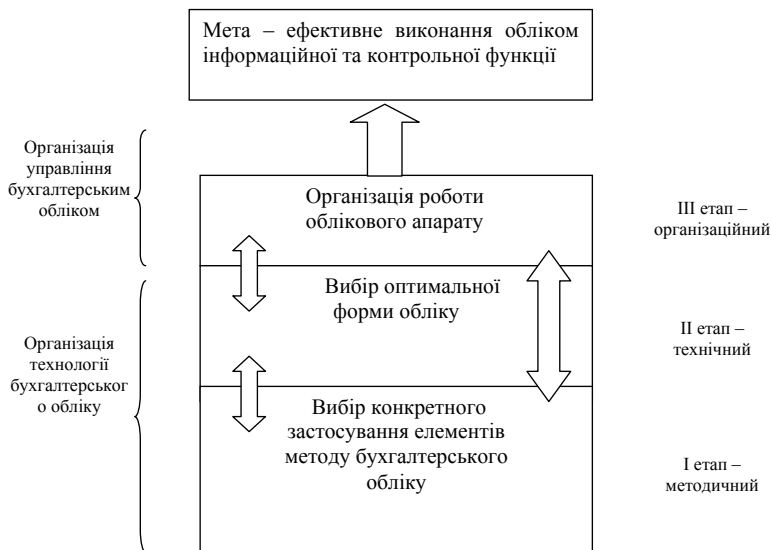 Мета – ефективне виконання обліком
інформаційної та контрольної функції
Організація
управління
бухгалтерським
обліком
Організація роботи
облікового апарату
III етап –
організаційний
Вибір оптимальної
форми обліку
Організація
технології
бухгалтерськог
о обліку
II етап –
технічний
Вибір конкретного
застосування елементів
методу бухгалтерського
обліку
I етап –
методичний